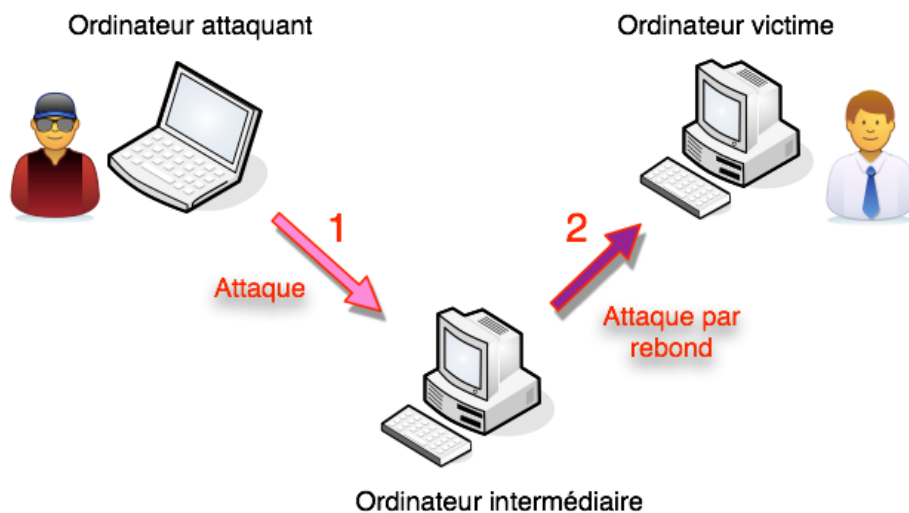 Ordinateur attaquant
Ordinateur victime
1
2
Attaque
Attaque par
rebond
Ordinateur intermédiaire